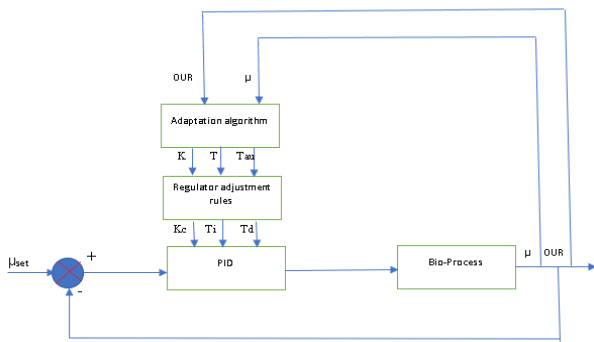 OUR μ
Adaptation algorithm
K T Tau
Regulator adjustment
rules
Kc Ti Td
μset + PID Bio-Process μ OUR
-